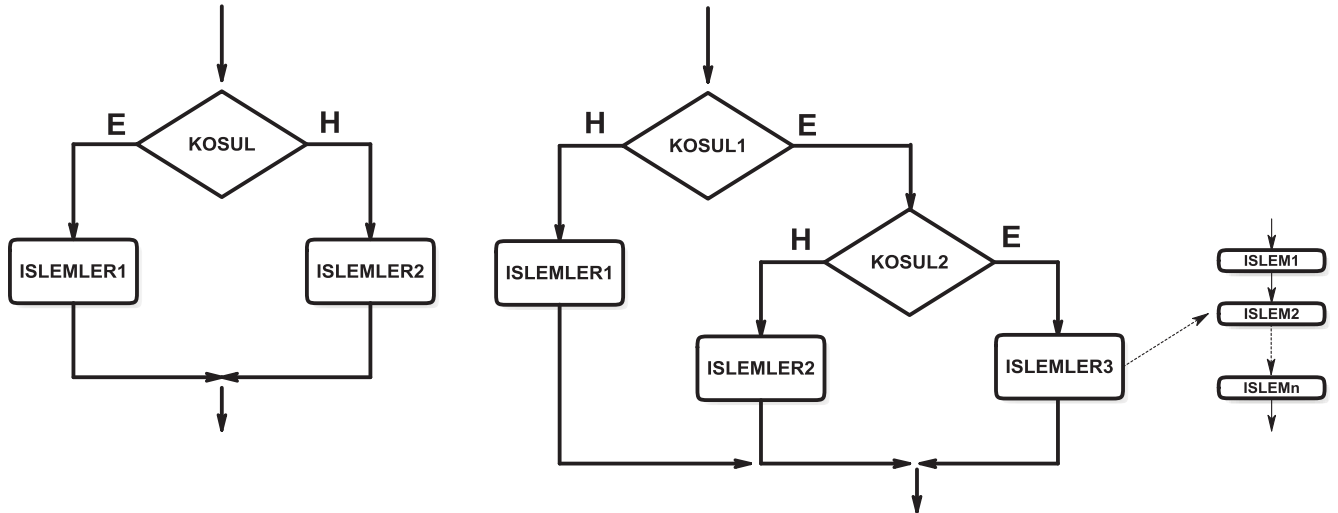 E
H
KOSUL
ISLEMLER1
ISLEMLER2
H
E
KOSUL1
H
E
KOSUL2
ISLEMLER1
ISLEMLER2
ISLEMLER3
ISLEM1
ISLEM2
ISLEMn